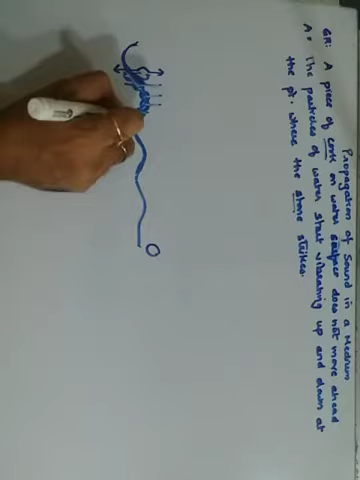 Propagation of Sound in a Medium
GR: A piece of cork on water surface does not move ahead
A: The particles of water start vibrating up and down at
the pt. where the stone strikes.